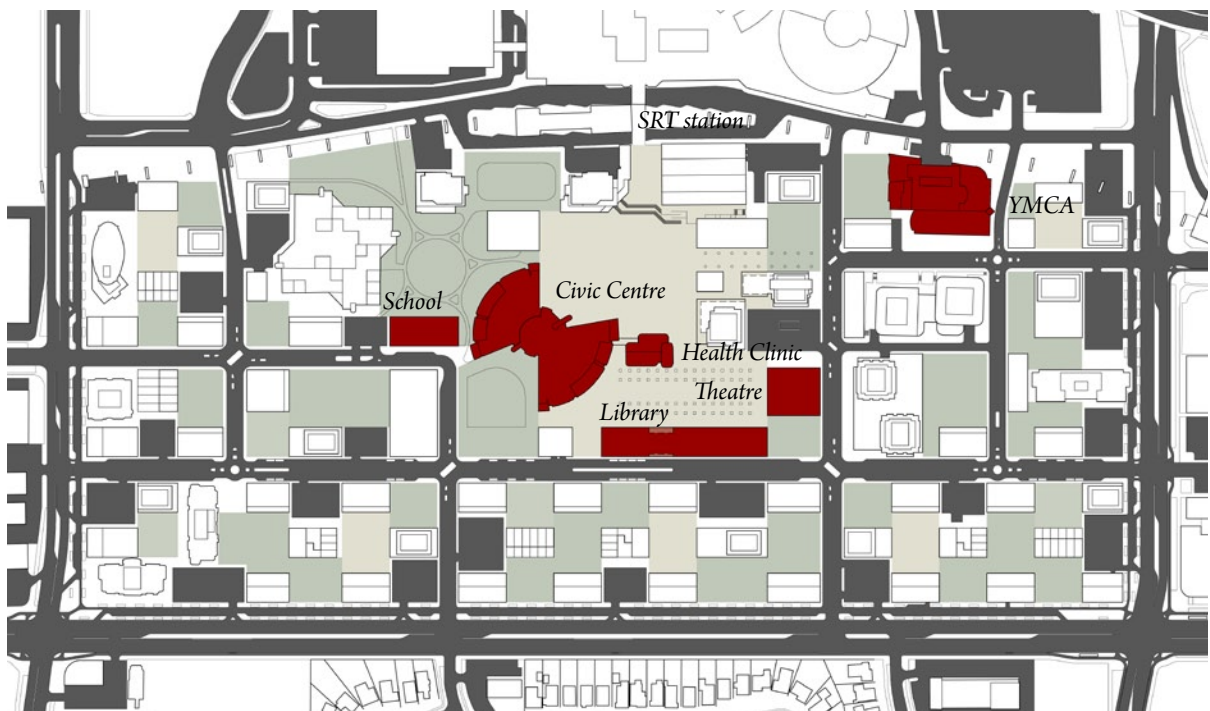 SRT station
YMCA
Civic Centre
School
Health Clinic
Theatre
Library